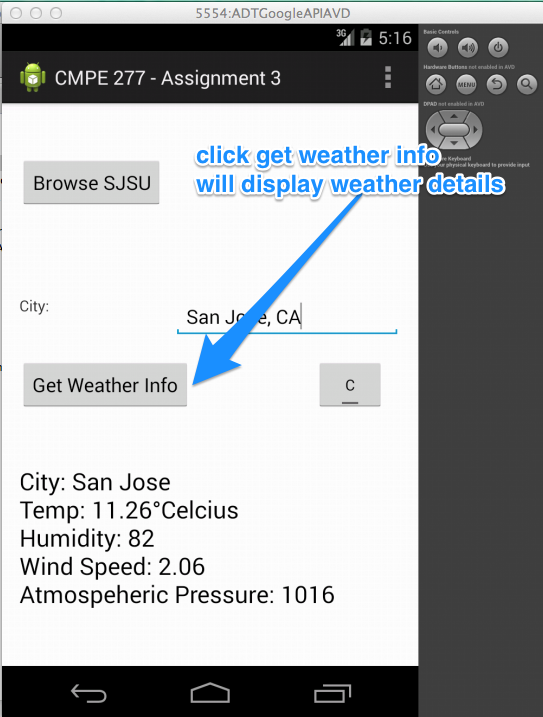 5554:ADTGoogleAPIAVD
3G 5:16
CMPE 277 - Assignment 3
Basic Controls
Hardware Buttons not enabled in AVD
MENU
DPAD not enabled in AVD
click get weather info
will display weather details
Browse SJSU
Keyboard
your physical keyboard to provide input
City:
San Jose, CA
Get Weather Info
C
City: San Jose
Temp: 11.26°Celcius
Humidity: 82
Wind Speed: 2.06
Atmospeheric Pressure: 1016